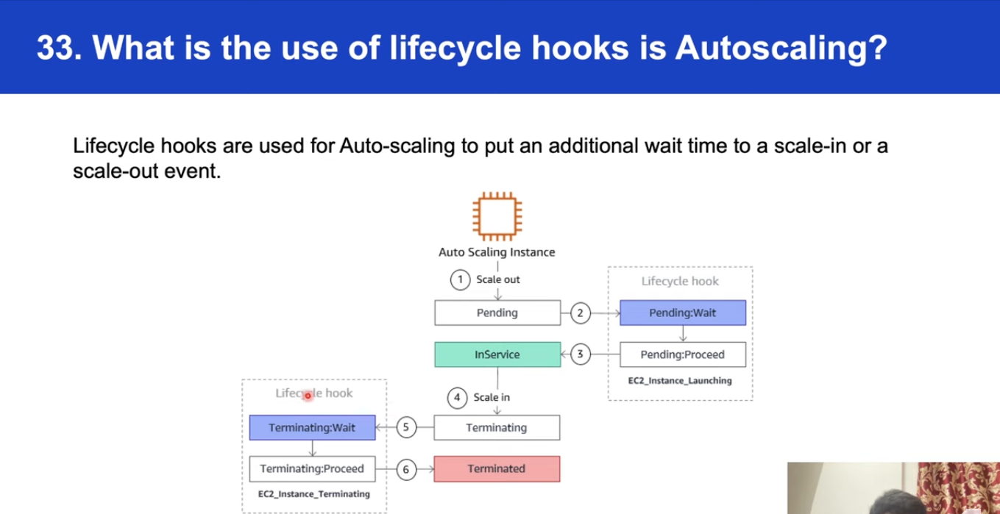 33. What is the use of lifecycle hooks is Autoscaling?
Lifecycle hooks are used for Auto-scaling to put an additional wait time to a scale-in or a
scale-out event.
Auto Scaling Instance
1 Scale out
Lifecycle hook
Pending
2
Pending:Wait
InService
3
Pending:Proceed
EC2_Instance_Launching
Lifecycle hook
4 Scale in
Terminating:Wait
5
Terminating
Terminating:Proceed
6
Terminated
EC2_Instance_Terminating